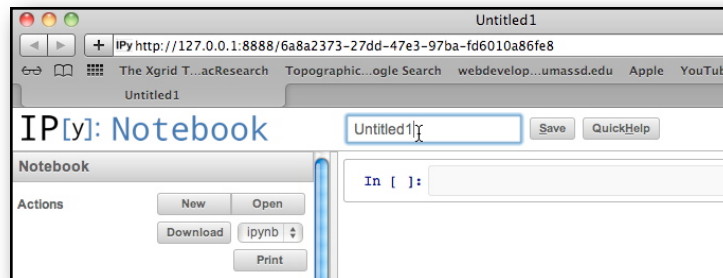 Untitled1
IPy http://127.0.0.1:8888/6a8a2373-27dd-47e3-97ba-fd6010a86fe8
The Xgrid T...acResearch Topographic...ogle Search webdevelop...umassd.edu Apple YouTub
Untitled1
IP[y]: Notebook Untitled1 Save QuickHelp
Notebook
In [ ]:
Actions New Open
Download ipynb
Print